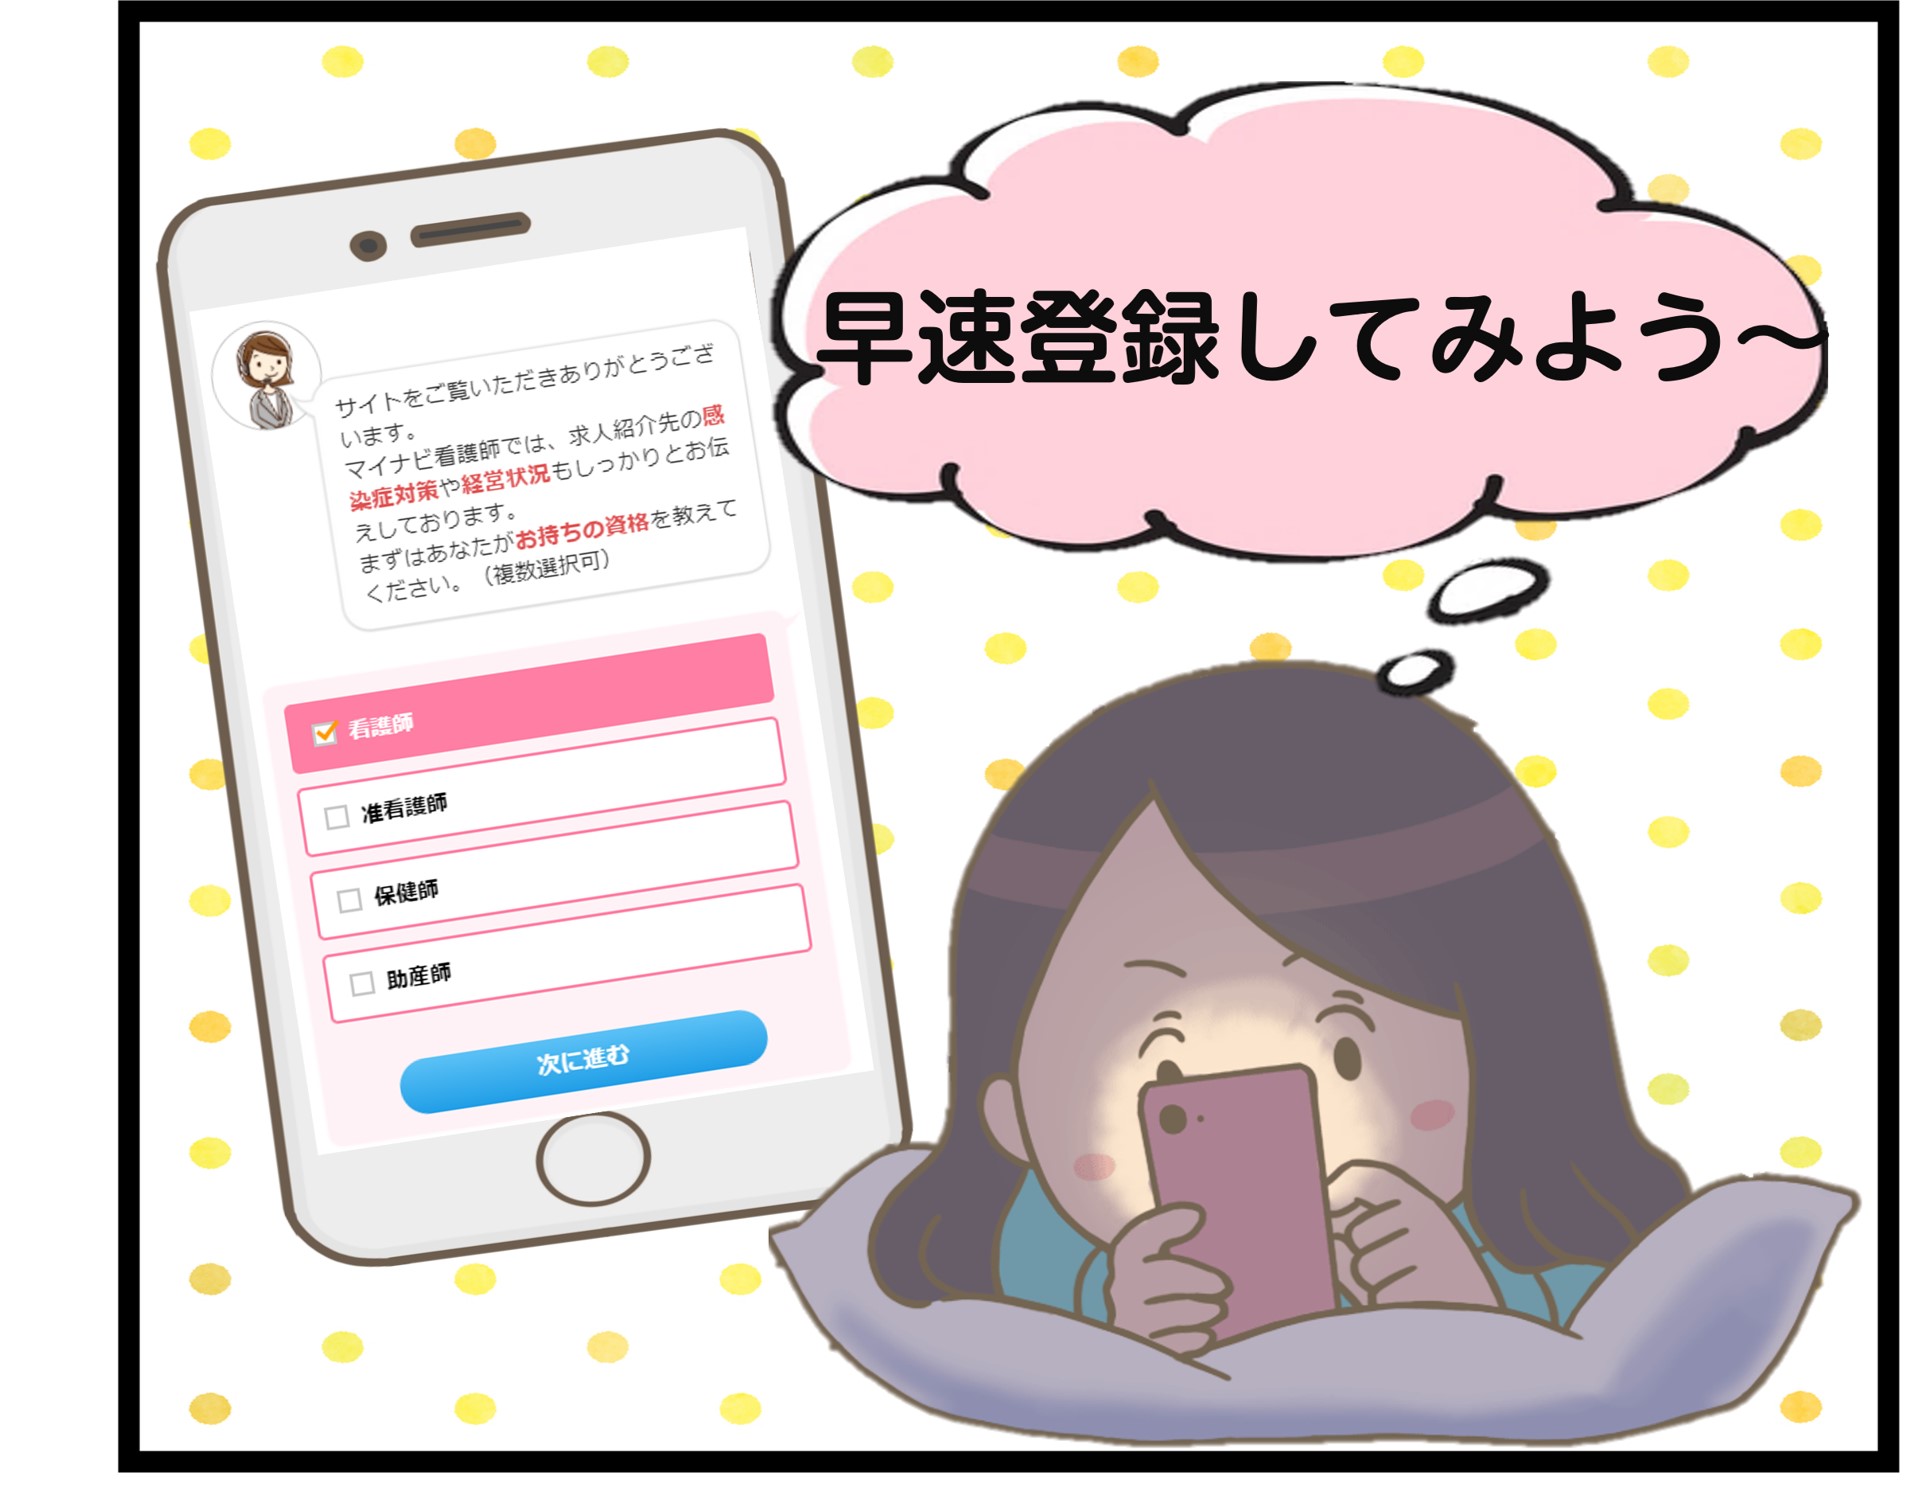 早速登録してみよう～
サイトをご覧いただきありがとうござ
います。
マイナビ看護師では、求人紹介先の感
染症対策や経営状況もしっかりとお伝
えしております。
まずはあなたがお持ちの資格を教えて
ください。（複数選択可）
看護師
准看護師
保健師
助産師
次に進む